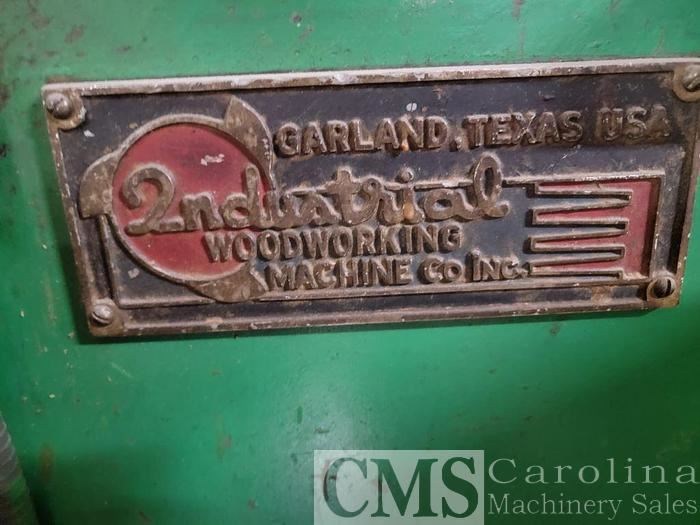 GARLAND, TEXAS USA
Industrial
WOODWORKING
MACHINE CO INC.
CMS Carolina
Machinery Sales